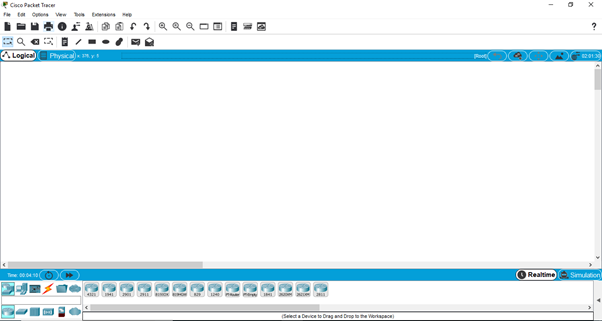 Cisco Packet Tracer
File Edit Options View Tools Extensions Help
?
Logical Physical x: 379, y: 5 [Root] 02:01:30
Time: 00:04:10 Realtime Simulation
4321 1941 2901 2911 819HGW 829 1240 PT-Router PT-Empty 1841 2620XM 2621XM 2811
(Select a Device to Drag and Drop to the Workspace)